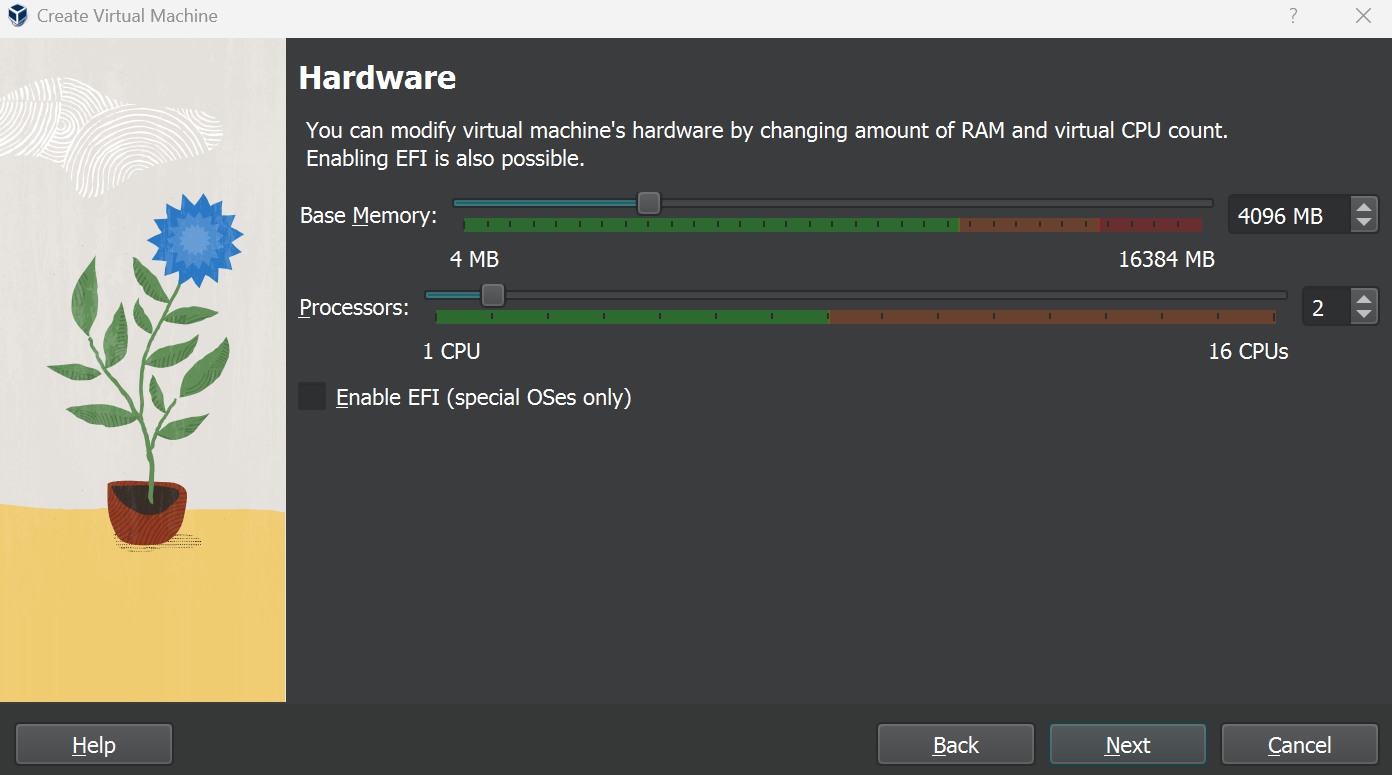 Create Virtual Machine
?
Hardware
You can modify virtual machine's hardware by changing amount of RAM and virtual CPU count.
Enabling EFI is also possible.
Base Memory:
4096 MB
4 MB
16384 MB
Processors:
2
1 CPU
16 CPUs
Enable EFI (special OSes only)
Help
Back
Next
Cancel